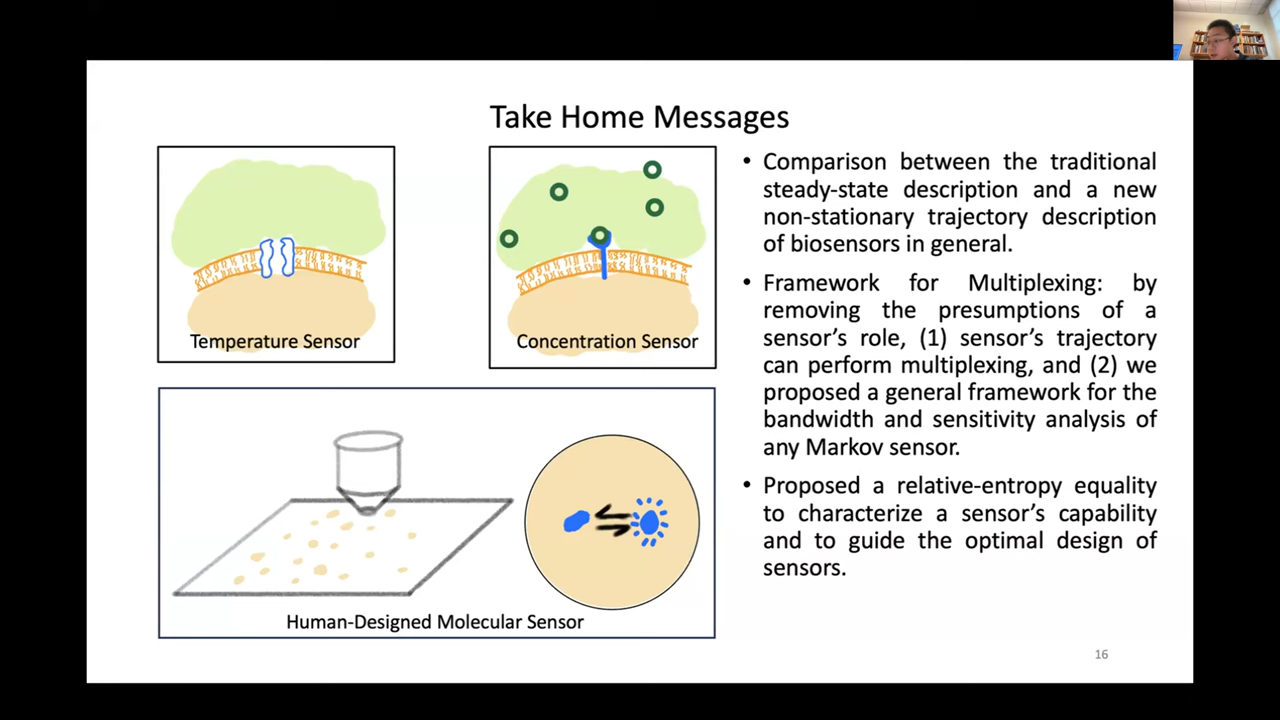 Take Home Messages
Temperature Sensor
Concentration Sensor
Human-Designed Molecular Sensor
• Comparison between the traditional
steady-state description and a new
non-stationary trajectory description
of biosensors in general.
• Framework for Multiplexing: by
removing the presumptions of a
sensor’s role, (1) sensor’s trajectory
can perform multiplexing, and (2) we
proposed a general framework for the
bandwidth and sensitivity analysis of
any Markov sensor.
• Proposed a relative-entropy equality
to characterize a sensor’s capability
and to guide the optimal design of
sensors.
16